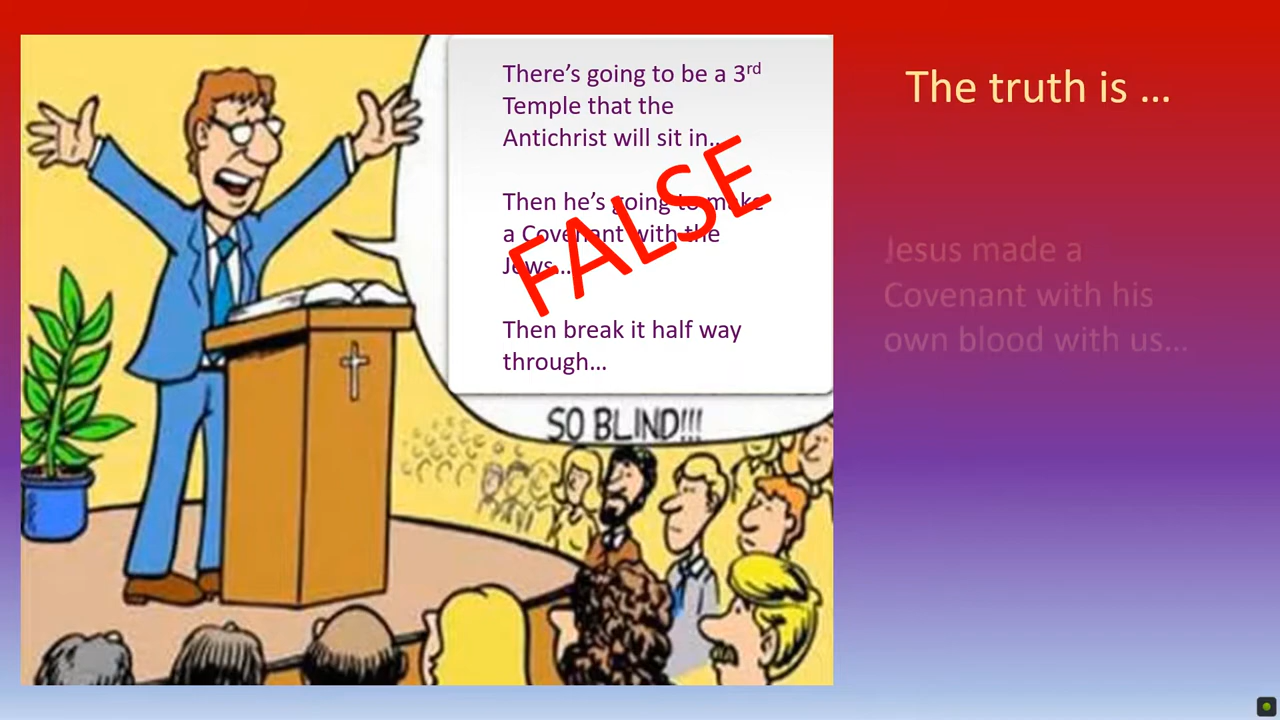 There's going to be a 3rd
Temple that the
Antichrist will sit in..
Then he's going to make
a Covenant with the
Jews...
FALSE
Then break it half way
through...
SO BLIND!!!
The truth is ...
Jesus made a
Covenant with his
own blood with us...